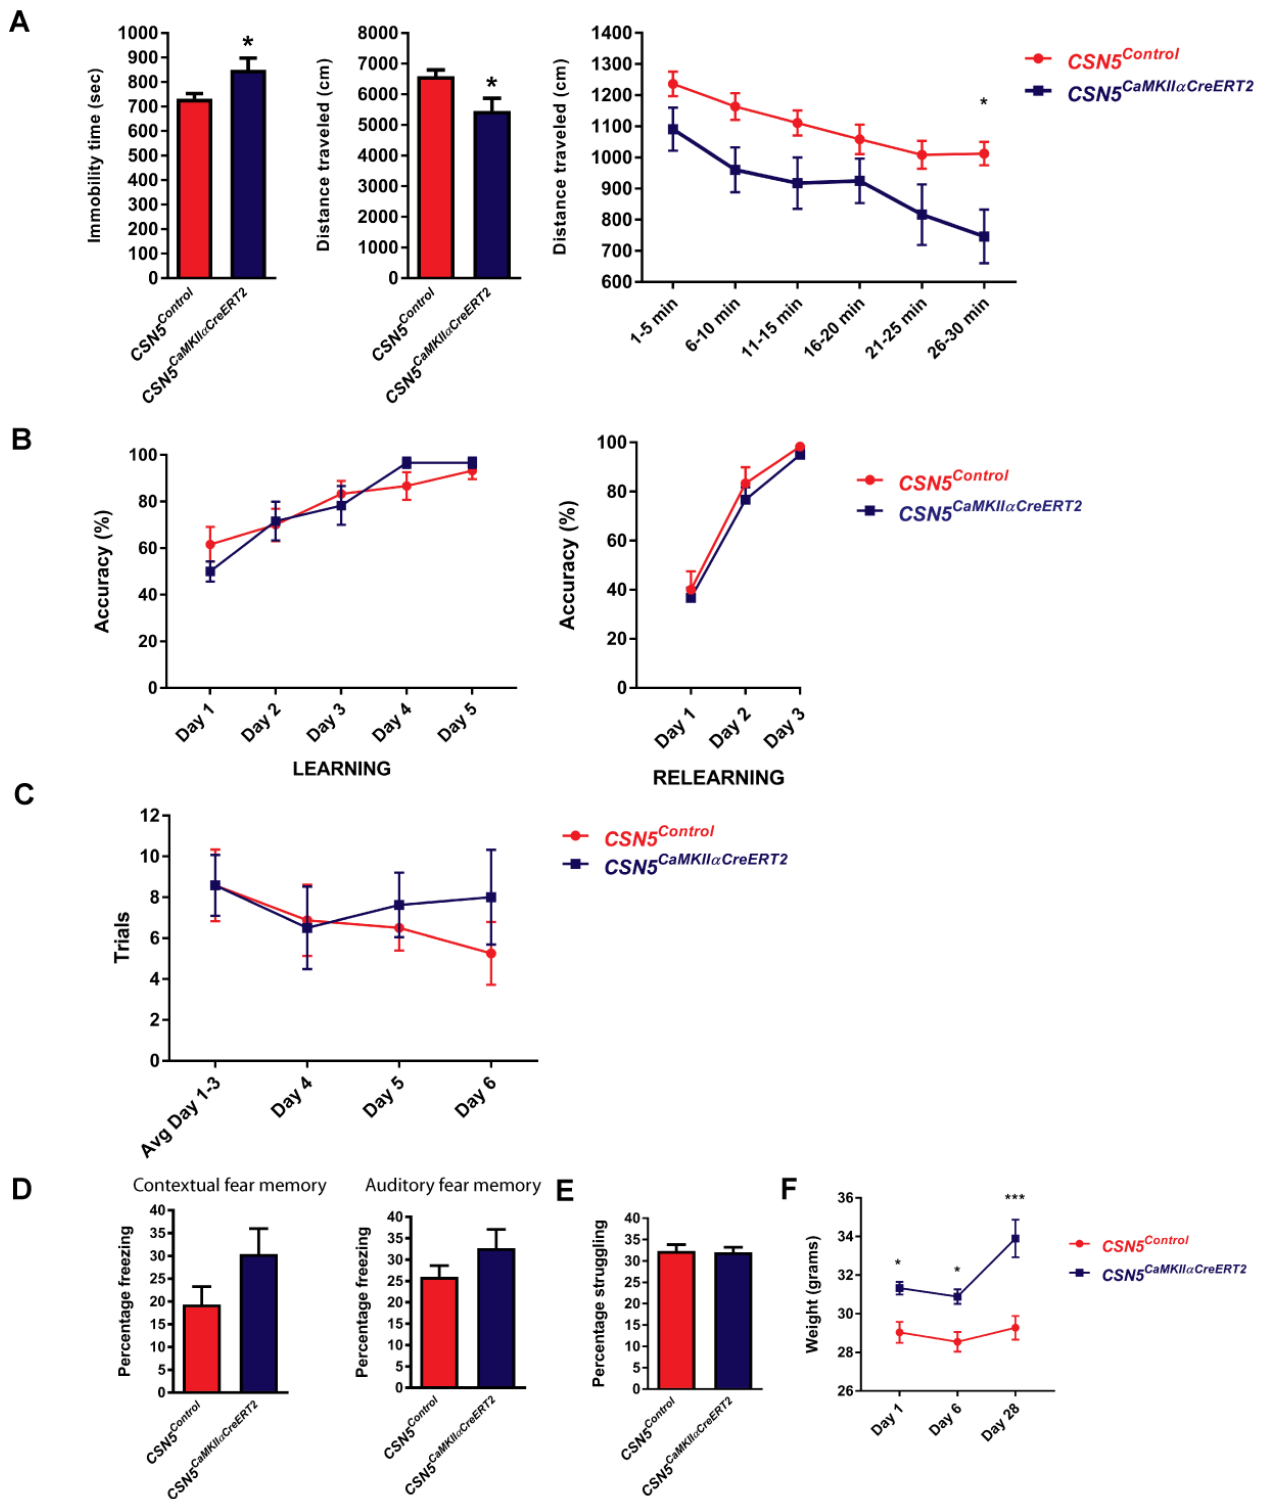 A
Immobility time (sec)
1000
900
800
700
600
500
400
300
200
100
0
*
CSN5Control
CSN5CaMKIIαCreERT2
Distance traveled (cm)
8000
7000
6000
5000
4000
3000
2000
1000
0
*
CSN5Control
CSN5CaMKIIαCreERT2
Distance traveled (cm)
1400
1300
1200
1100
1000
900
800
700
600
*
1-5 min
6-10 min
11-15 min
16-20 min
21-25 min
26-30 min
CSN5Control
CSN5CaMKIIαCreERT2
B
Accuracy (%)
100
80
60
40
20
0
Day 1
Day 2
Day 3
Day 4
Day 5
LEARNING
Accuracy (%)
100
80
60
40
20
0
Day 1
Day 2
Day 3
RELEARNING
CSN5Control
CSN5CaMKIIαCreERT2
C
Trials
12
10
8
6
4
2
0
Avg Day 1-3
Day 4
Day 5
Day 6
CSN5Control
CSN5CaMKIIαCreERT2
D
Contextual fear memory
Percentage freezing
40
35
30
25
20
15
10
5
0
CSN5Control
CSN5CaMKIIαCreERT2
Auditory fear memory
Percentage freezing
40
35
30
25
20
15
10
5
0
CSN5Control
CSN5CaMKIIαCreERT2
E
Percentage struggling
40
35
30
25
20
15
10
5
0
CSN5Control
CSN5CaMKIIαCreERT2
F
Weight (grams)
36
34
32
30
28
26
*
*
***
Day 1
Day 6
Day 28
CSN5Control
CSN5CaMKIIαCreERT2